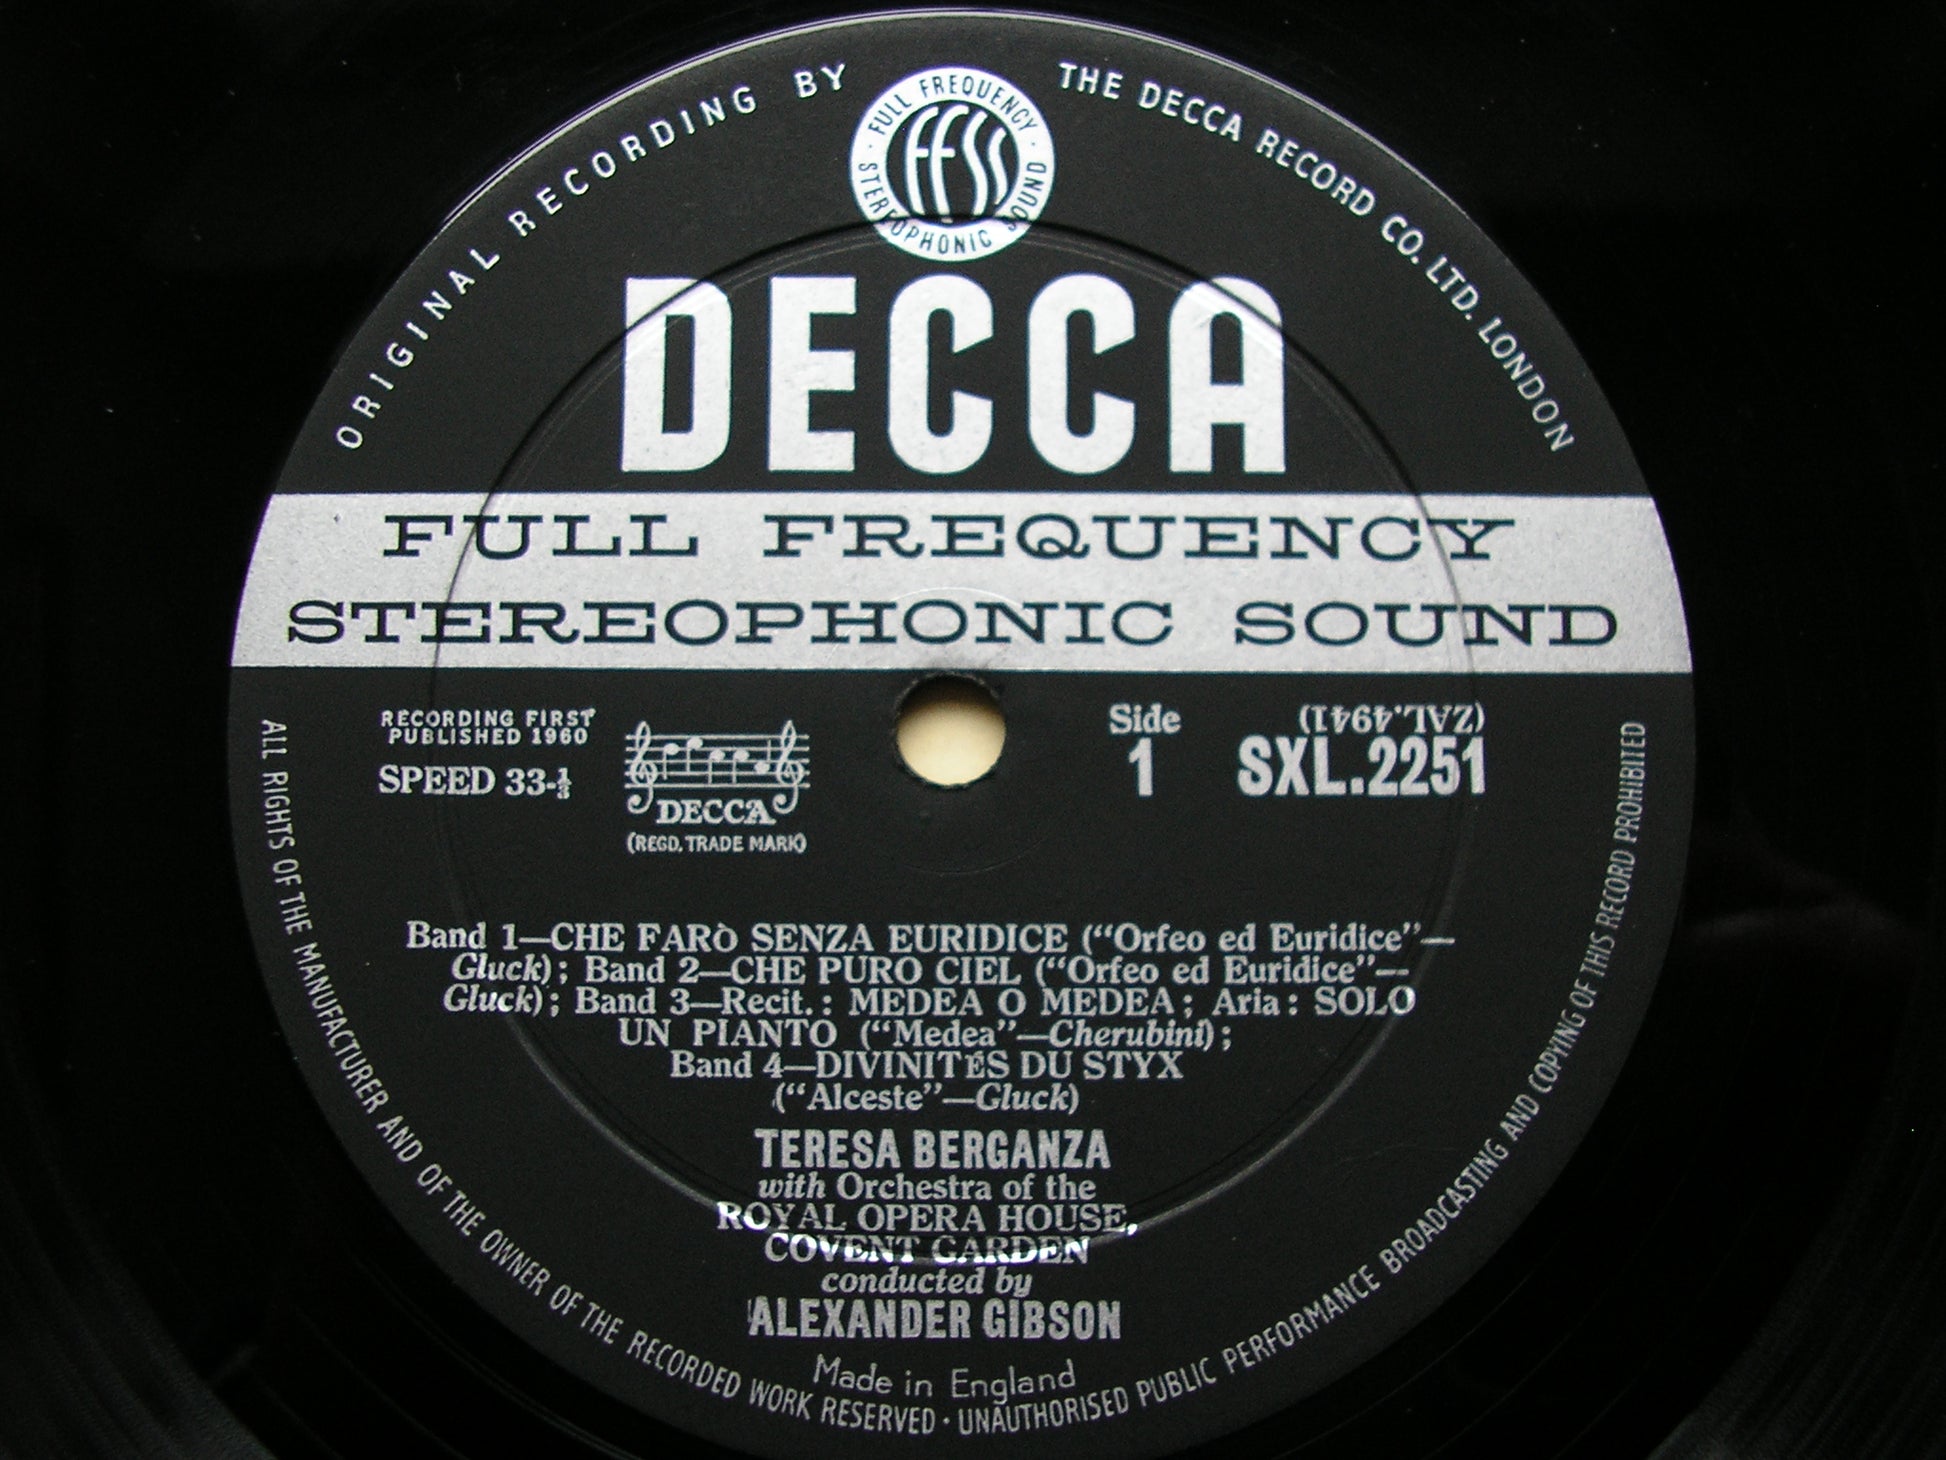 ORIGINAL RECORDING BY
THE DECCA RECORD CO. LTD. LONDON
· FULL FREQUENCY ·
STEREOPHONIC SOUND
FFSS
DECCA
FULL FREQUENCY
STEREOPHONIC SOUND
RECORDING FIRST
PUBLISHED 1960
SPEED 33-⅓
DECCA
(REGD. TRADE MARK)
Side
1
(ZAL.4941)
SXL.2251
Band 1—CHE FARÒ SENZA EURIDICE (“Orfeo ed Euridice”—
Gluck); Band 2—CHE PURO CIEL (“Orfeo ed Euridice”—
Gluck); Band 3—Recit.: MEDEA O MEDEA; Aria: SOLO
UN PIANTO (“Medea”—Cherubini);
Band 4—DIVINITÉS DU STYX
(“Alceste”—Gluck)
TERESA BERGANZA
with Orchestra of the
ROYAL OPERA HOUSE,
COVENT GARDEN
conducted by
ALEXANDER GIBSON
Made in England
ALL RIGHTS OF THE MANUFACTURER AND OF THE OWNER OF THE RECORDED WORK RESERVED · UNAUTHORISED PUBLIC PERFORMANCE BROADCASTING AND COPYING OF THIS RECORD PROHIBITED